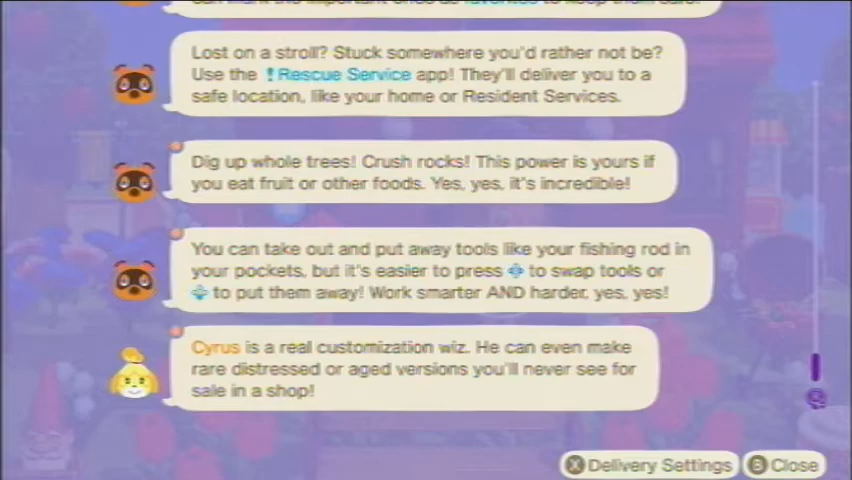 Lost on a stroll? Stuck somewhere you'd rather not be?
Use the Rescue Service app! They'll deliver you to a
safe location, like your home or Resident Services.
Dig up whole trees! Crush rocks! This power is yours if
you eat fruit or other foods. Yes, yes, it's incredible!
You can take out and put away tools like your fishing rod in
your pockets, but it's easier to press to swap tools or
to put them away! Work smarter AND harder, yes, yes!
Cyrus is a real customization wiz. He can even make
rare distressed or aged versions you'll never see for
sale in a shop!
X Delivery Settings B Close